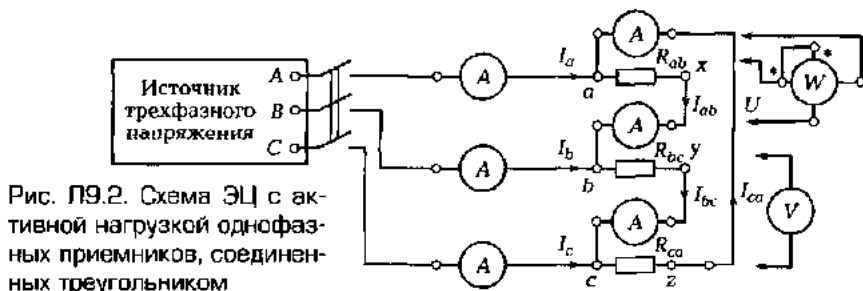 Источник
трехфазного
напряжения
A
B
C
A
A
A
I_a
I_b
I_c
a
b
c
A
A
A
R_ab
R_bc
R_ca
x
y
z
I_ab
I_bc
I_ca
U
*
*
W
V
Рис. Л9.2. Схема ЭЦ с ак-
тивной нагрузкой однофаз-
ных приемников, соединен-
ных треугольником